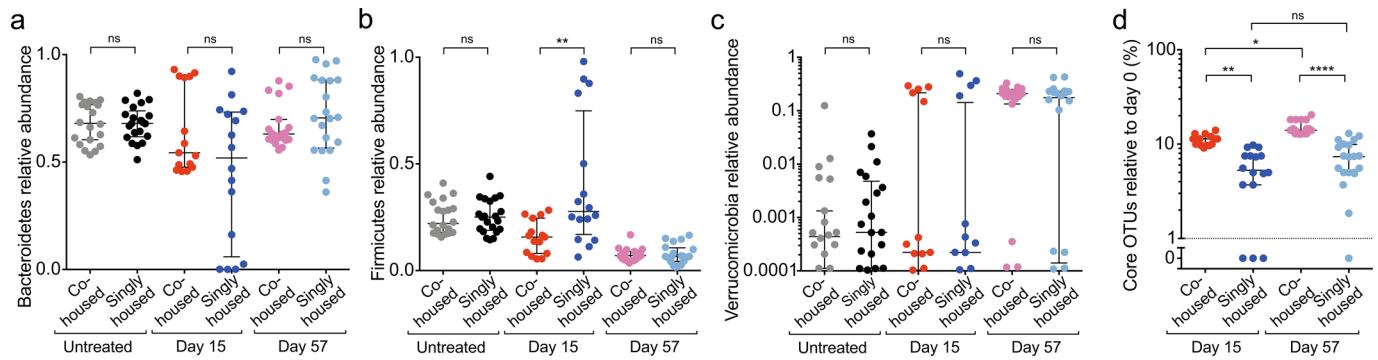 a
Bacteroidetes relative abundance
1.0
0.5
0.0
ns
ns
ns
Co-
housed
Singly
housed
Co-
housed
Singly
housed
Co-
housed
Singly
housed
Untreated
Day 15
Day 57
b
Firmicutes relative abundance
1.0
0.5
0.0
ns
**
ns
Co-
housed
Singly
housed
Co-
housed
Singly
housed
Co-
housed
Singly
housed
Untreated
Day 15
Day 57
c
Verrucomicrobia relative abundance
1
0.1
0.01
0.001
0.0001
ns
ns
ns
Co-
housed
Singly
housed
Co-
housed
Singly
housed
Co-
housed
Singly
housed
Untreated
Day 15
Day 57
d
Core OTUs relative to day 0 (%)
100
10
1
0
ns
*
**
****
Co-
housed
Singly
housed
Co-
housed
Singly
housed
Day 15
Day 57